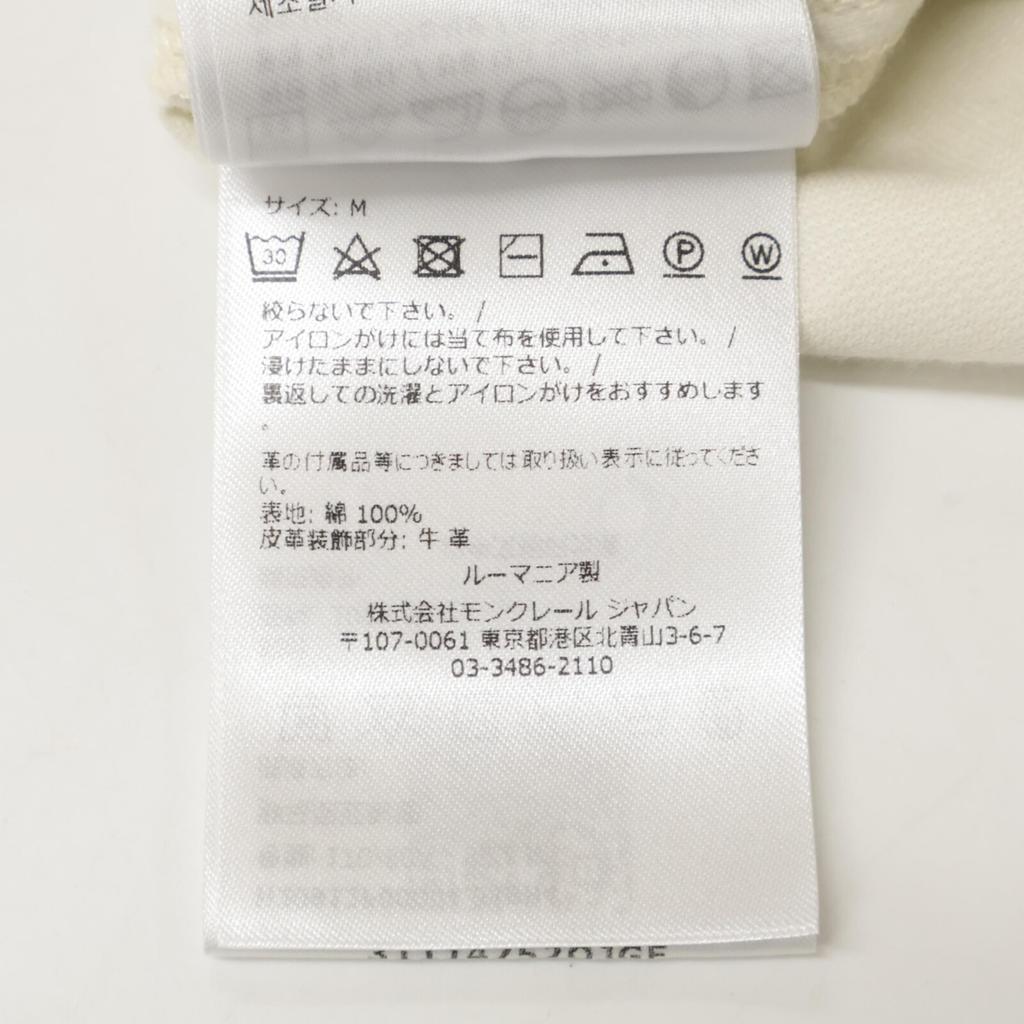 サイズ: M
30
P
W
絞らないで下さい。 /
アイロンがけには当て布を使用して下さい。 /
浸けたままにしないで下さい。 /
裏返しての洗濯とアイロンがけをおすすめします
。
革の付属品等につきましては取り扱い表示に従ってくださ
い。
表地: 綿 100%
皮革装飾部分: 牛 革
ルーマニア製
株式会社モンクレール ジャパン
〒107-0061 東京都港区北青山3-6-7
03-3486-2110